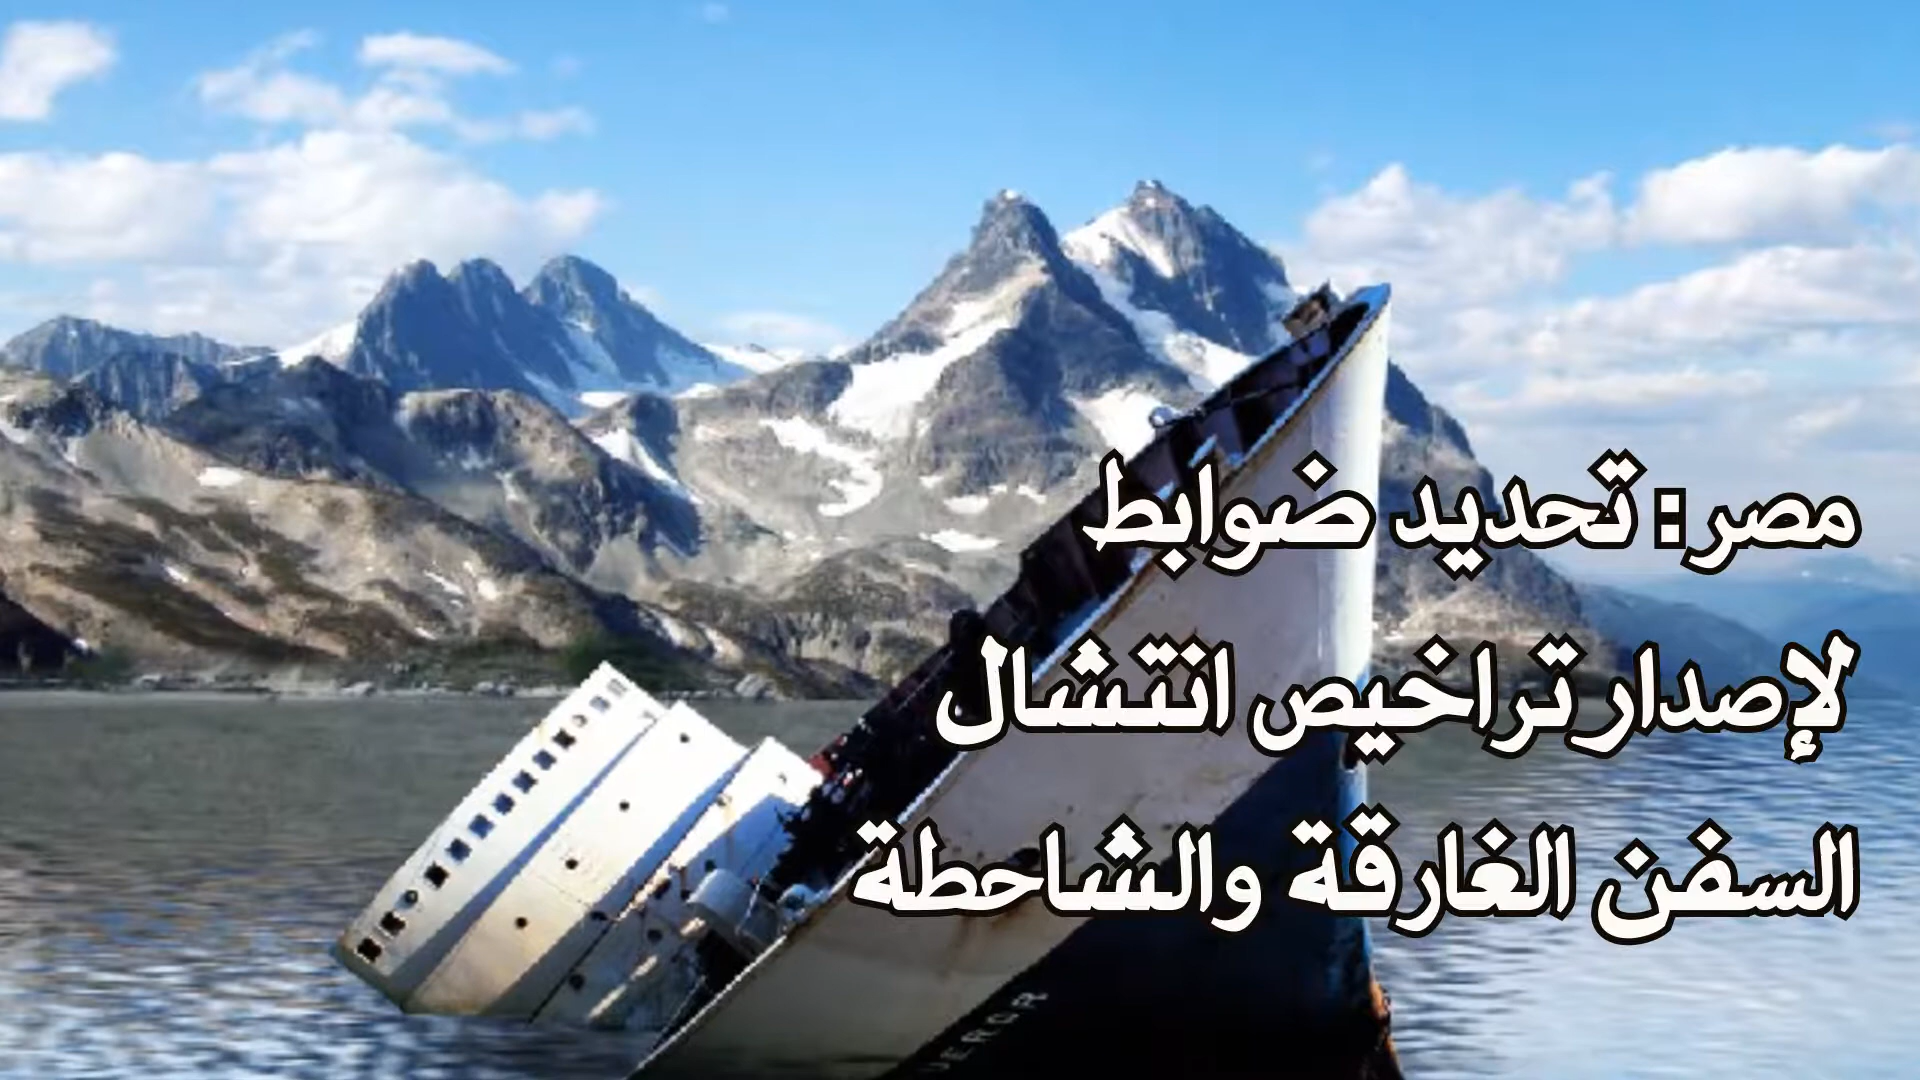 مصر: تحديد ضوابط
لإصدار تراخيص انتشال
السفن الغارقة والشاحطة